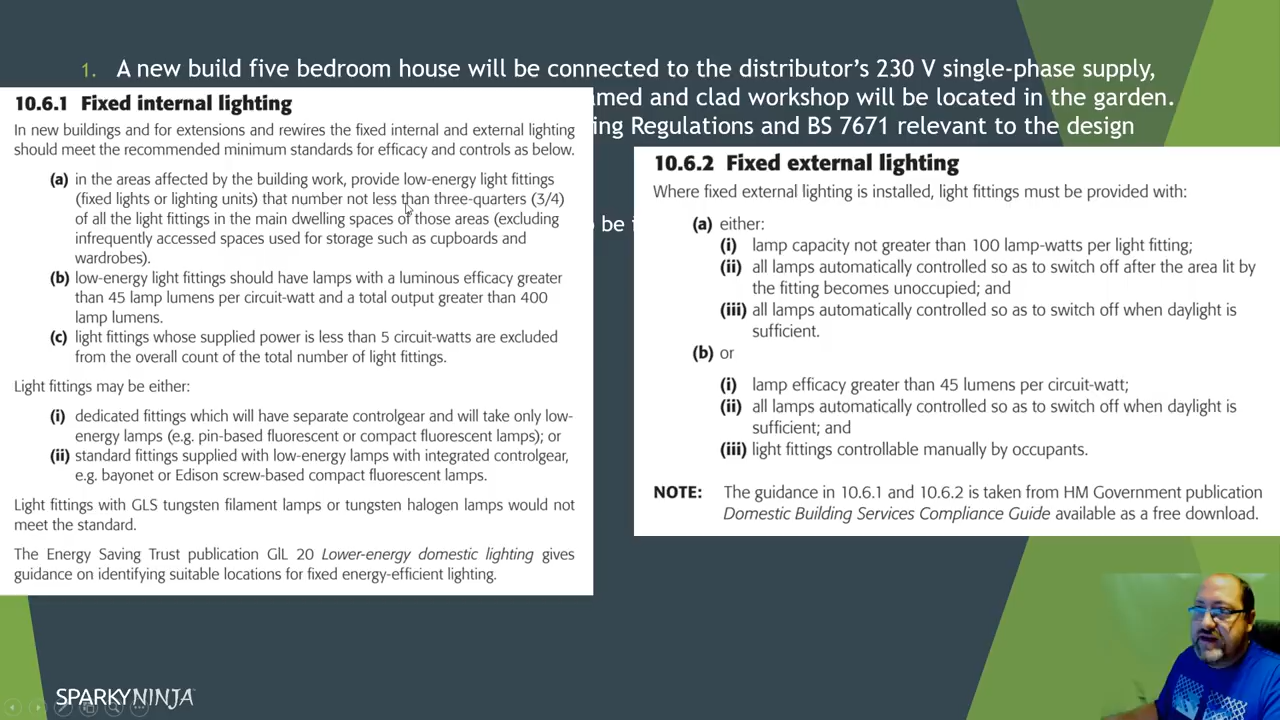 1. A new build five bedroom house will be connected to the distributor's 230 V single-phase supply,
amed and clad workshop will be located in the garden.
ing Regulations and BS 7671 relevant to the design
be i
10.6.1 Fixed internal lighting
In new buildings and for extensions and rewires the fixed internal and external lighting
should meet the recommended minimum standards for efficacy and controls as below.
(a) in the areas affected by the building work, provide low-energy light fittings
(fixed lights or lighting units) that number not less than three-quarters (3/4)
of all the light fittings in the main dwelling spaces of those areas (excluding
infrequently accessed spaces used for storage such as cupboards and
wardrobes).
(b) low-energy light fittings should have lamps with a luminous efficacy greater
than 45 lamp lumens per circuit-watt and a total output greater than 400
lamp lumens.
(c) light fittings whose supplied power is less than 5 circuit-watts are excluded
from the overall count of the total number of light fittings.
Light fittings may be either:
(i) dedicated fittings which will have separate controlgear and will take only low-
energy lamps (e.g. pin-based fluorescent or compact fluorescent lamps); or
(ii) standard fittings supplied with low-energy lamps with integrated controlgear,
e.g. bayonet or Edison screw-based compact fluorescent lamps.
Light fittings with GLS tungsten filament lamps or tungsten halogen lamps would not
meet the standard.
The Energy Saving Trust publication GIL 20 Lower-energy domestic lighting gives
guidance on identifying suitable locations for fixed energy-efficient lighting.
10.6.2 Fixed external lighting
Where fixed external lighting is installed, light fittings must be provided with:
(a) either:
(i) lamp capacity not greater than 100 lamp-watts per light fitting;
(ii) all lamps automatically controlled so as to switch off after the area lit by
the fitting becomes unoccupied; and
(iii) all lamps automatically controlled so as to switch off when daylight is
sufficient.
(b) or
(i) lamp efficacy greater than 45 lumens per circuit-watt;
(ii) all lamps automatically controlled so as to switch off when daylight is
sufficient; and
(iii) light fittings controllable manually by occupants.
NOTE: The guidance in 10.6.1 and 10.6.2 is taken from HM Government publication
Domestic Building Services Compliance Guide available as a free download.
SPARKYNINJA